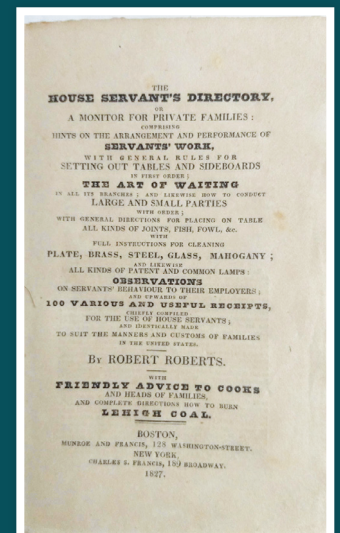 THE
HOUSE SERVANT'S DIRECTORY,
OR
A MONITOR FOR PRIVATE FAMILIES :
COMPRISING
HINTS ON THE ARRANGEMENT AND PERFORMANCE OF
SERVANTS' WORK,
WITH GENERAL RULES FOR
SETTING OUT TABLES AND SIDEBOARDS
IN FIRST ORDER ;
THE ART OF WAITING
IN ALL ITS BRANCHES ; AND LIKEWISE HOW TO CONDUCT
LARGE AND SMALL PARTIES
WITH ORDER ;
WITH GENERAL DIRECTIONS FOR PLACING ON TABLE
ALL KINDS OF JOINTS, FISH, FOWL, &c.
WITH
FULL INSTRUCTIONS FOR CLEANING
PLATE, BRASS, STEEL, GLASS, MAHOGANY ;
AND LIKEWISE
ALL KINDS OF PATENT AND COMMON LAMPS :
OBSERVATIONS
ON SERVANTS' BEHAVIOUR TO THEIR EMPLOYERS ;
AND UPWARDS OF
100 VARIOUS AND USEFUL RECEIPTS,
CHIEFLY COMPILED
FOR THE USE OF HOUSE SERVANTS ;
AND IDENTICALLY MADE
TO SUIT THE MANNERS AND CUSTOMS OF FAMILIES
IN THE UNITED STATES.
BY ROBERT ROBERTS.
WITH
FRIENDLY ADVICE TO COOKS
AND HEADS OF FAMILIES,
AND COMPLETE DIRECTIONS HOW TO BURN
LEHIGH COAL.
BOSTON,
MUNROE AND FRANCIS, 128 WASHINGTON-STREET.
NEW YORK,
CHARLES S. FRANCIS, 189 BROADWAY.
1827.